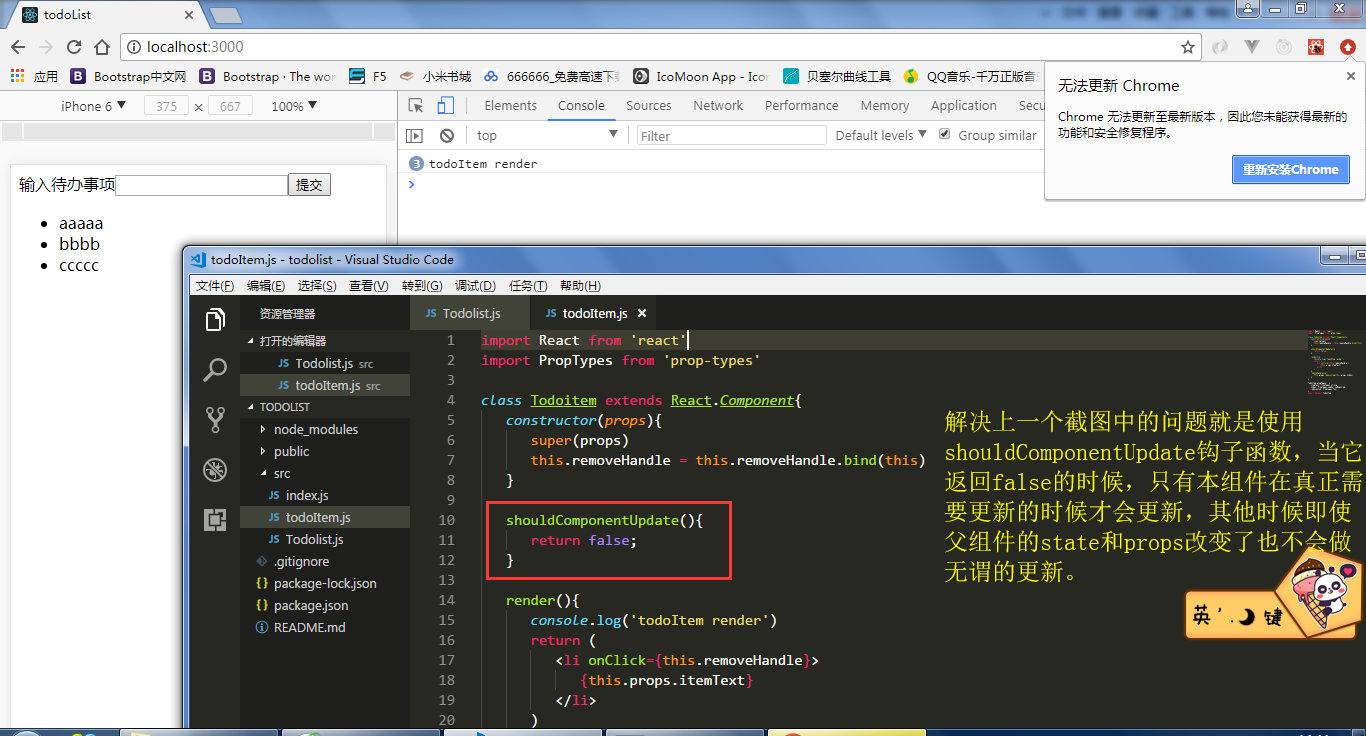 todoList
localhost:3000
应用 Bootstrap中文网 Bootstrap · The wor F5 小米书城 666666_免费高速下 IcoMoon App - Icon 贝塞尔曲线工具 QQ音乐-千万正版音
iPhone 6 ▼ 375 × 667 100% ▼
Elements Console Sources Network Performance Memory Application Secu
top ▼ Filter Default levels ▼ Group similar
3 todoItem render
>
无法更新 Chrome
Chrome 无法更新至最新版本，因此您未能获得最新的
功能和安全修复程序。
重新安装Chrome
输入待办事项 提交
• aaaaa
• bbbb
• ccccc
todoItem.js - todolist - Visual Studio Code
文件(F) 编辑(E) 选择(S) 查看(V) 转到(G) 调试(D) 任务(T) 帮助(H)
资源管理器
打开的编辑器
JS Todolist.js src
JS todoItem.js src
TODOLIST
node_modules
public
src
JS index.js
JS todoItem.js
JS Todolist.js
.gitignore
{} package-lock.json
{} package.json
README.md
JS Todolist.js JS todoItem.js ×
1 import React from 'react'
2 import PropTypes from 'prop-types'
3
4 class Todoitem extends React.Component{
5 constructor(props){
6 super(props)
7 this.removeHandle = this.removeHandle.bind(this)
8 }
9
10 shouldComponentUpdate(){
11 return false;
12 }
13
14 render(){
15 console.log('todoItem render')
16 return (
17 <li onClick={this.removeHandle}>
18 {this.props.itemText}
19 </li>
20 )
解决上一个截图中的问题就是使用
shouldComponentUpdate钩子函数，当它
返回false的时候，只有本组件在真正需
要更新的时候才会更新，其他时候即使
父组件的state和props改变了也不会做
无谓的更新。
英 ' . 键